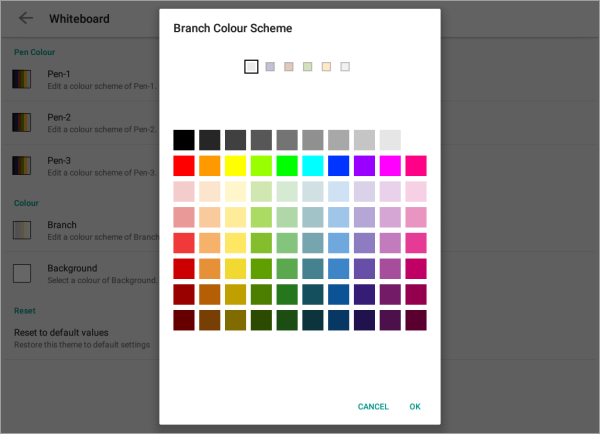 Whiteboard
Branch Colour Scheme
Pen Colour
Pen-1
Edit a colour scheme of Pen-1.
Pen-2
Edit a colour scheme of Pen-2
Pen-3
Edit a colour scheme of Pen-3.
Colour
Branch
Edit a colour scheme of Branch
Background
Select a colour of Background.
Reset
Reset to default values
Restore this theme to default settings
CANCEL OK